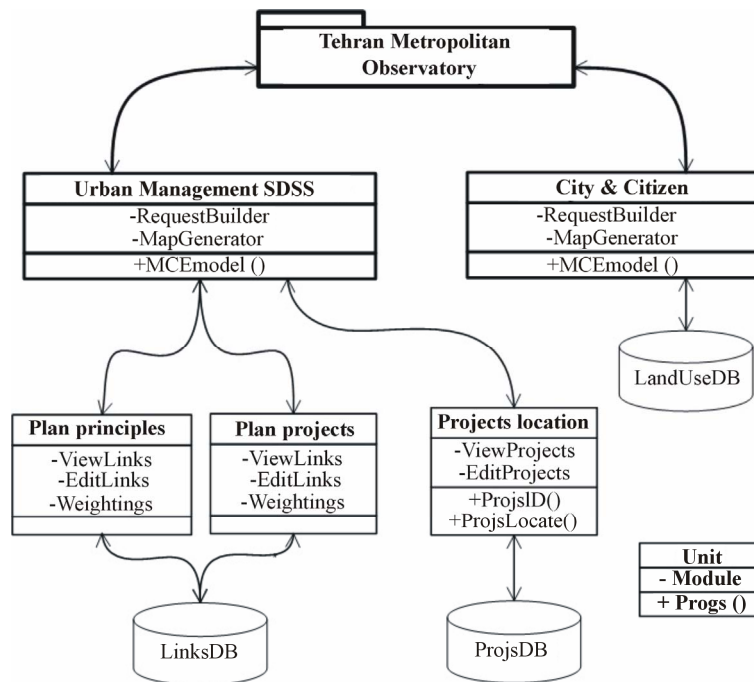 Tehran Metropolitan
Observatory
Urban Management SDSS
-RequestBuilder
-MapGenerator
+MCEmodel ()
City & Citizen
-RequestBuilder
-MapGenerator
+MCEmodel ()
LandUseDB
Plan principles
-ViewLinks
-EditLinks
-Weightings
Plan projects
-ViewLinks
-EditLinks
-Weightings
Projects location
-ViewProjects
-EditProjects
+ProjsID()
+ProjsLocate()
Unit
- Module
+ Progs ()
LinksDB
ProjsDB